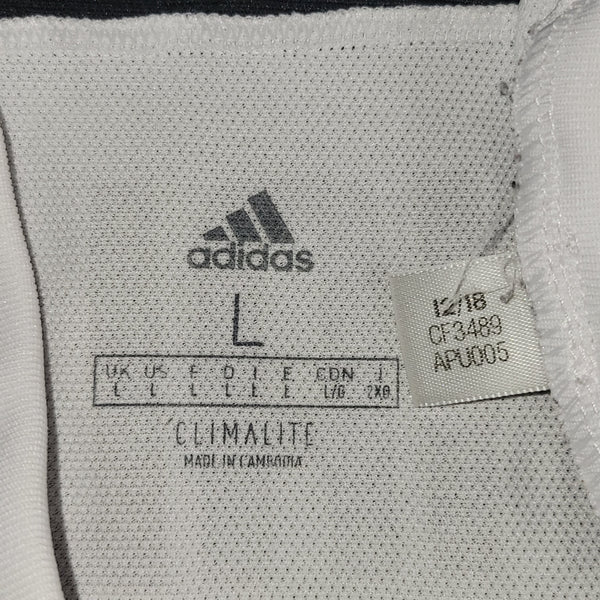 adidas
L
UK US F D I E CDN J
L L L L L L L/G 2XO
CLIMALITE
MADE IN CAMBODIA
12/18
CF3489
APU005